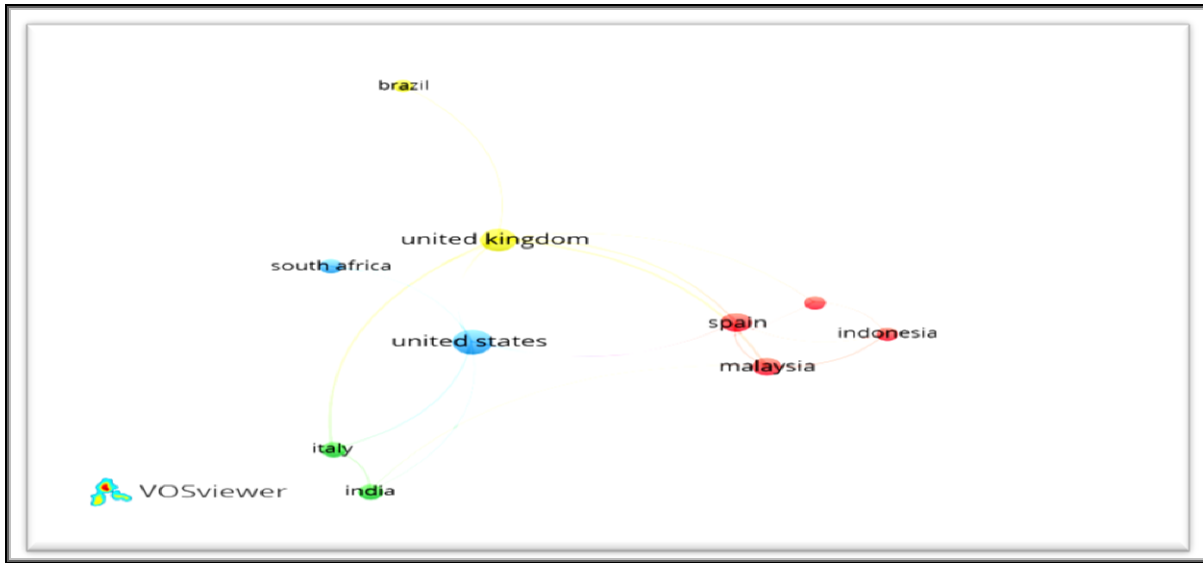 brazil
united kingdom
south africa
spain
indonesia
united states
malaysia
italy
india
VOSviewer